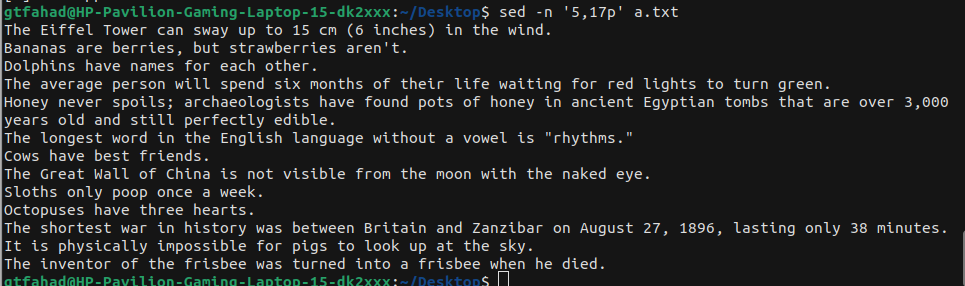 gtfahad@HP-Pavilion-Gaming-Laptop-15-dk2xxx:~/Desktop$ sed -n '5,17p' a.txt
The Eiffel Tower can sway up to 15 cm (6 inches) in the wind.
Bananas are berries, but strawberries aren't.
Dolphins have names for each other.
The average person will spend six months of their life waiting for red lights to turn green.
Honey never spoils; archaeologists have found pots of honey in ancient Egyptian tombs that are over 3,000
years old and still perfectly edible.
The longest word in the English language without a vowel is "rhythms."
Cows have best friends.
The Great Wall of China is not visible from the moon with the naked eye.
Sloths only poop once a week.
Octopuses have three hearts.
The shortest war in history was between Britain and Zanzibar on August 27, 1896, lasting only 38 minutes.
It is physically impossible for pigs to look up at the sky.
The inventor of the frisbee was turned into a frisbee when he died.
gtfahad@HP-Pavilion-Gaming-Laptop-15-dk2xxx:~/Desktop$